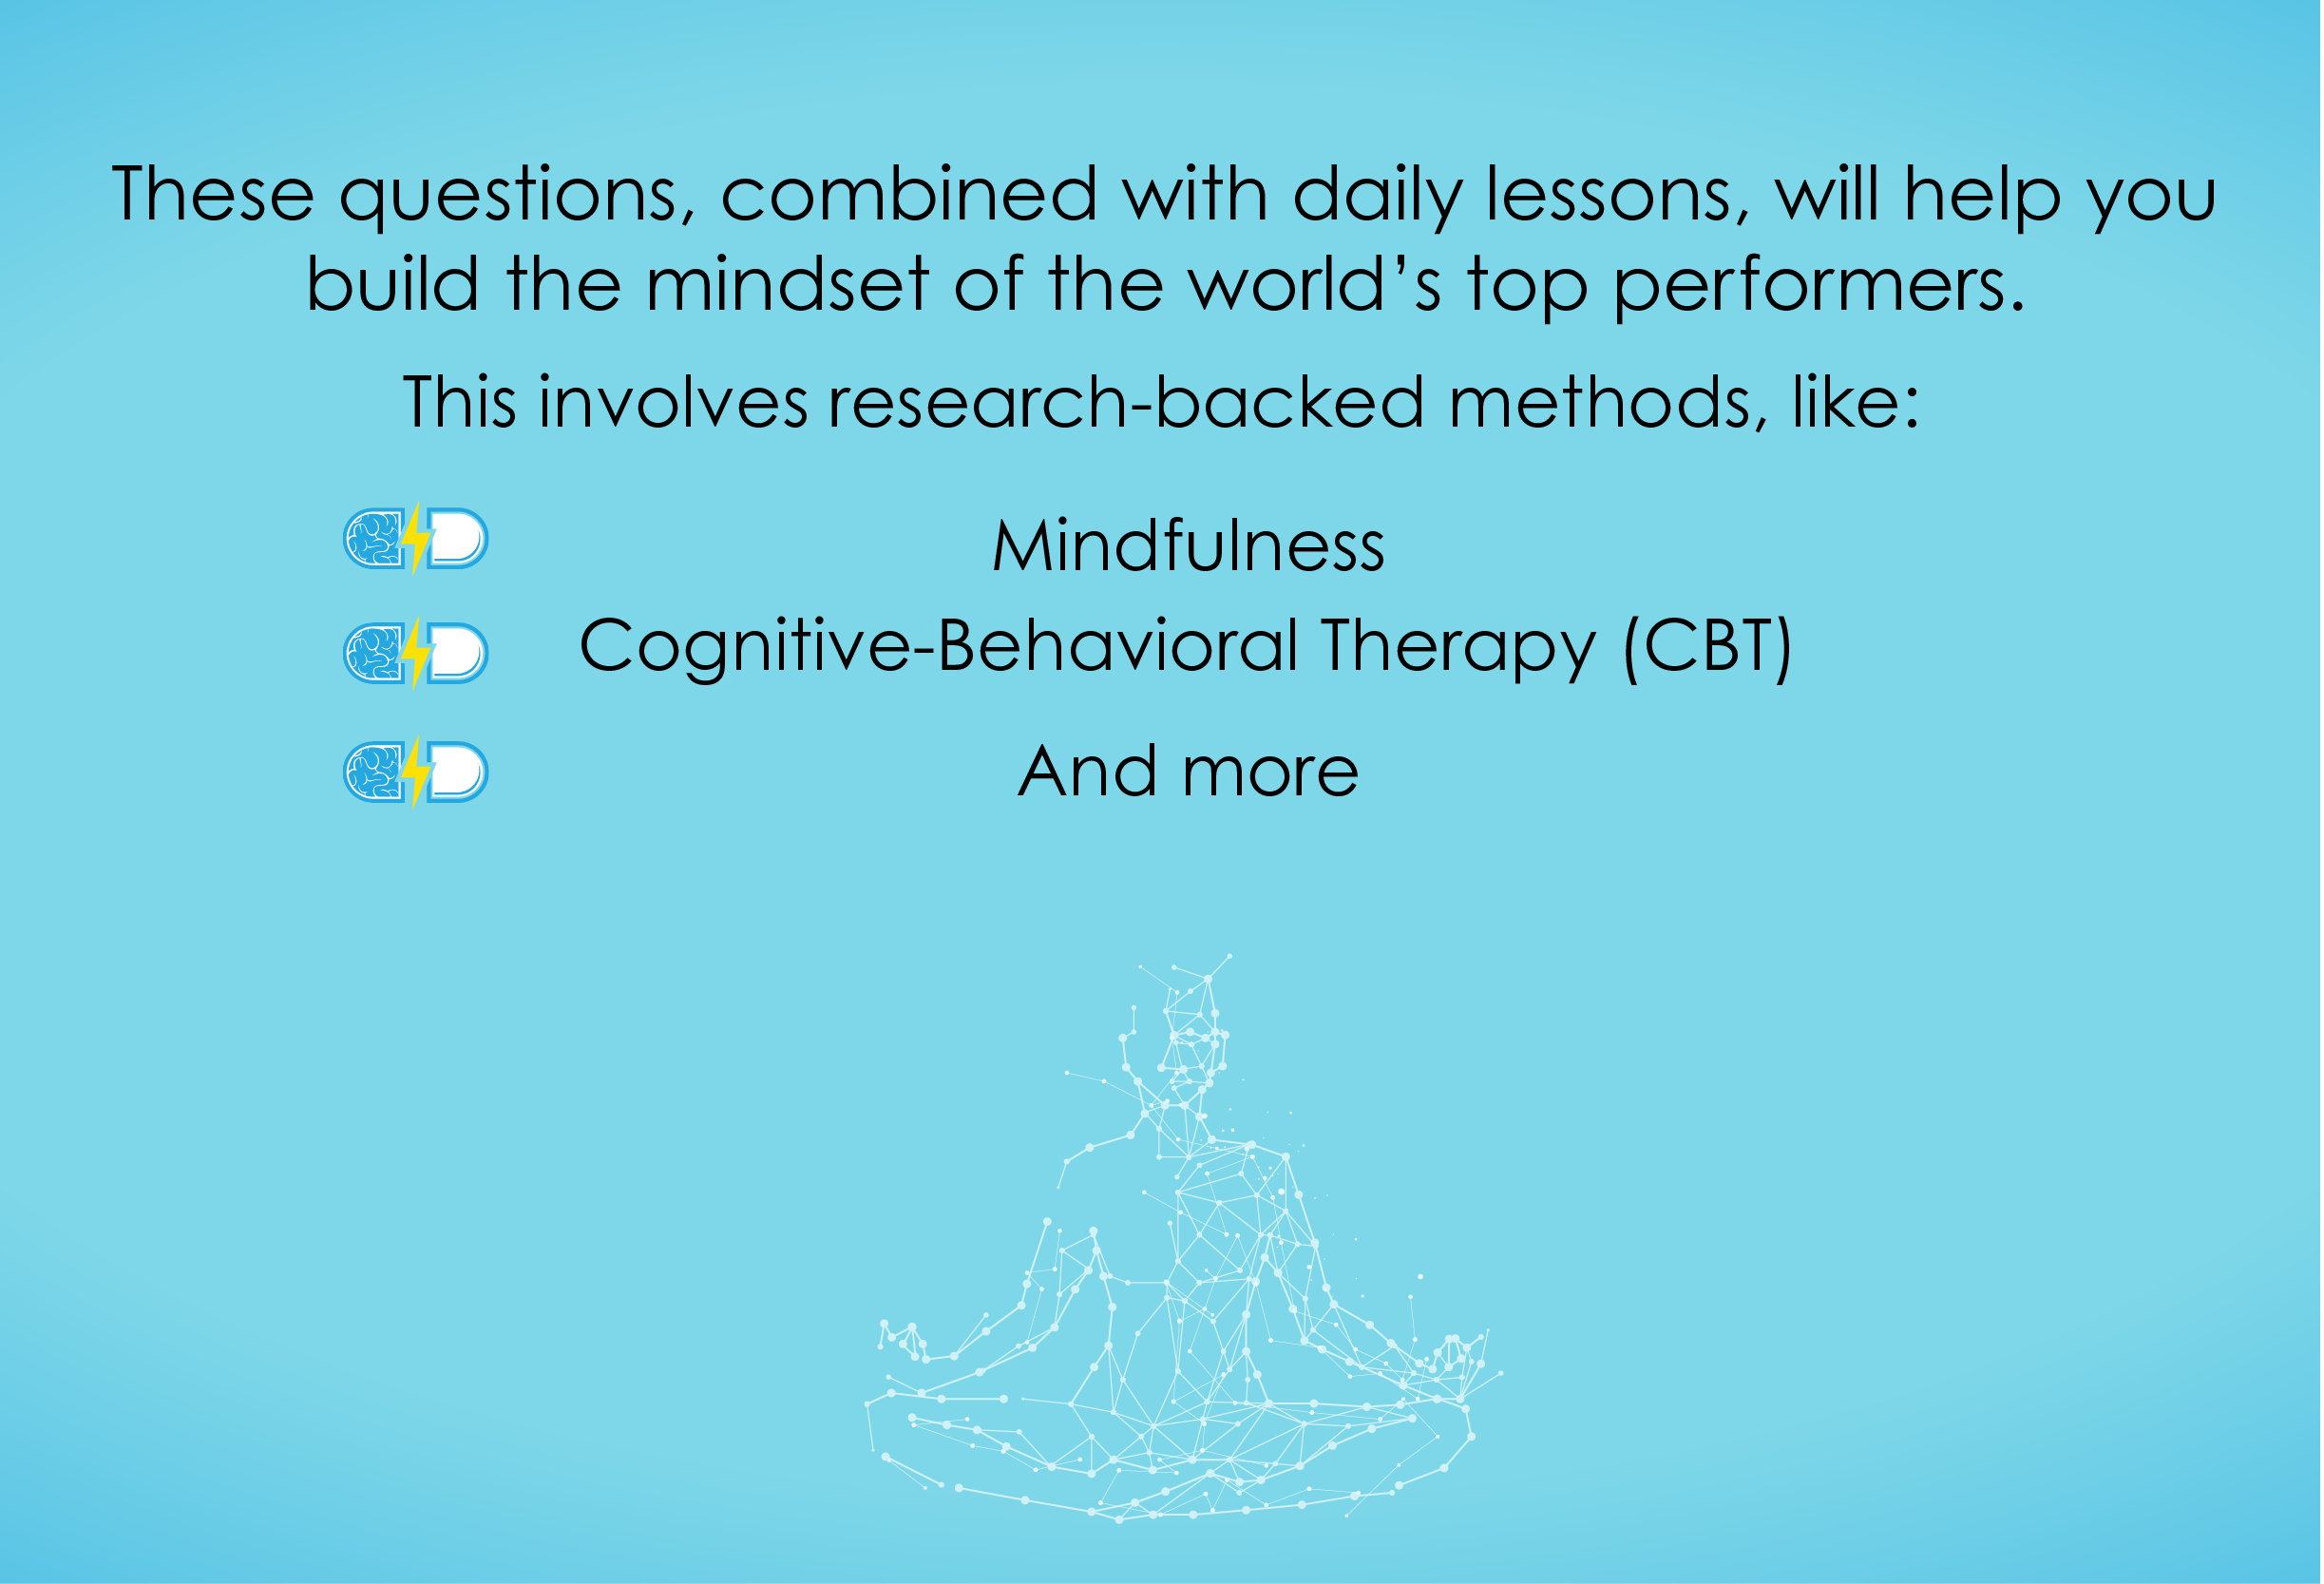 These questions, combined with daily lessons, will help you
build the mindset of the world’s top performers.
This involves research-backed methods, like:
Mindfulness
Cognitive-Behavioral Therapy (CBT)
And more